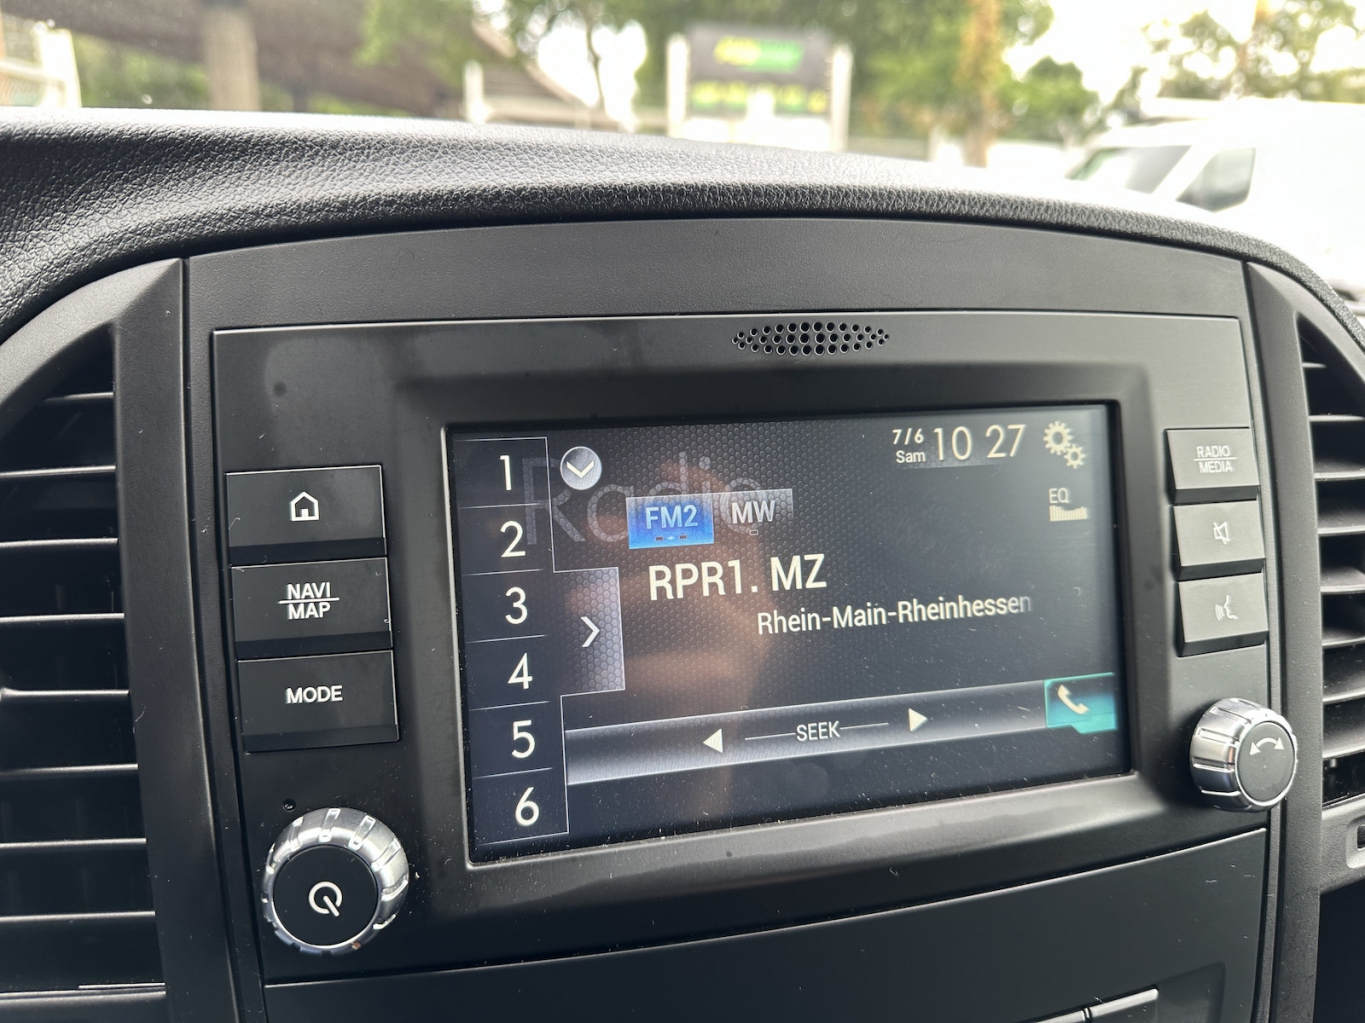 7/6
Sam
10 27
Radio
FM2
MW
EQ
RPR1. MZ
Rhein-Main-Rheinhessen
SEEK
1
2
3
4
5
6
NAVI
MAP
MODE
RADIO
MEDIA